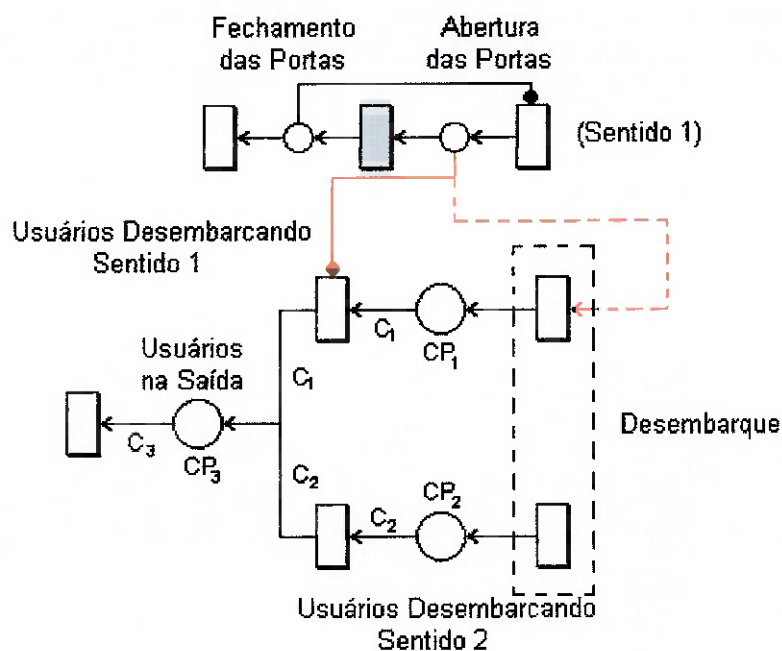 Fechamento
das Portas
Abertura
das Portas
(Sentido 1)
Usuários Desembarcando
Sentido 1
C₁
CP₁
C₁
Usuários
na Saída
C₃
CP₃
Desembarque
C₂
CP₂
C₂
Usuários Desembarcando
Sentido 2